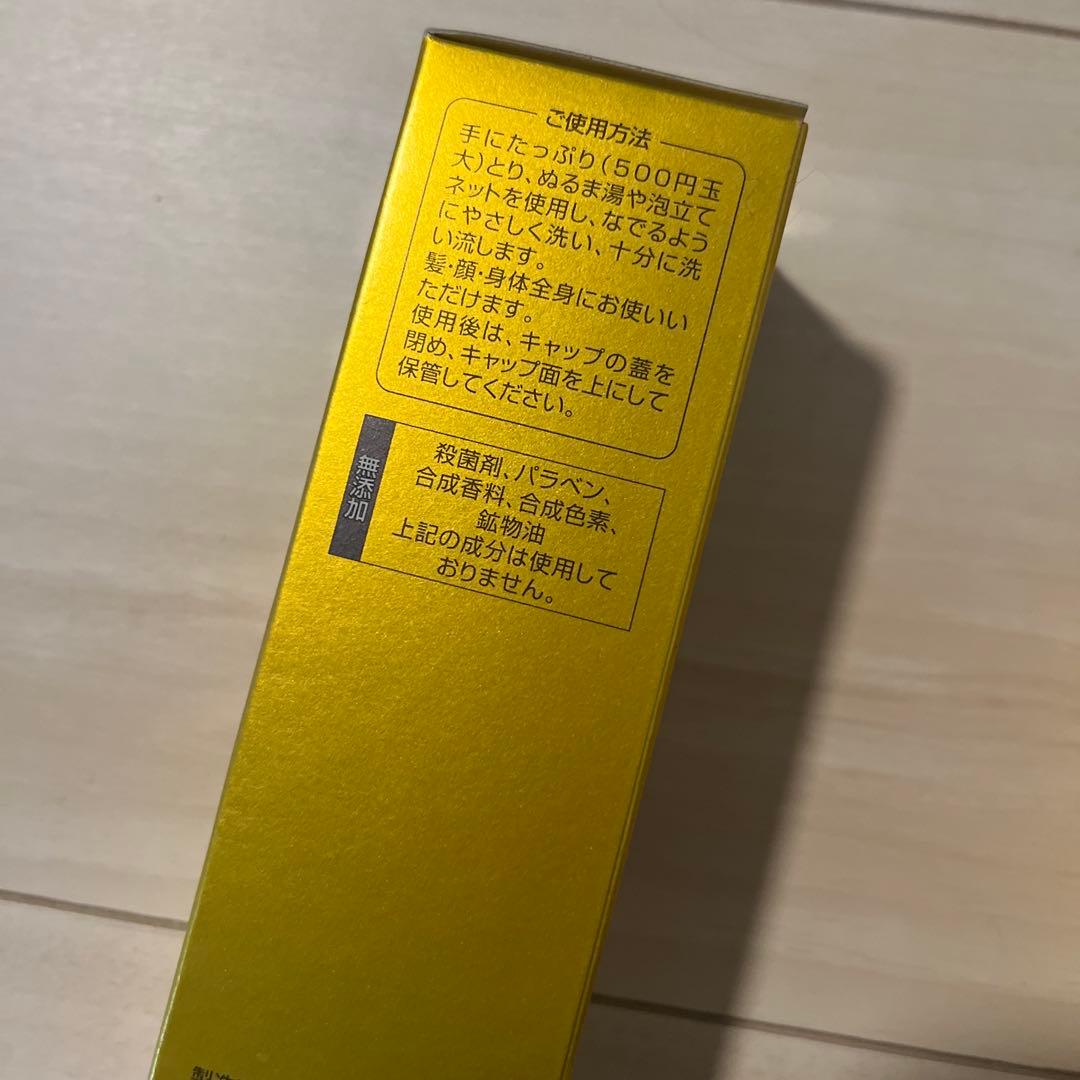 ご使用方法
手にたっぷり(500円玉
大)とり、ぬるま湯や泡立て
ネットを使用し、なでるよう
にやさしく洗い、十分に洗
い流します。
髪・顔・身体全身にお使いい
ただけます。
使用後は、キャップの蓋を
閉め、キャップ面を上にして
保管してください。
無添加
殺菌剤、パラベン、
合成香料、合成色素、
鉱物油
上記の成分は使用して
おりません。